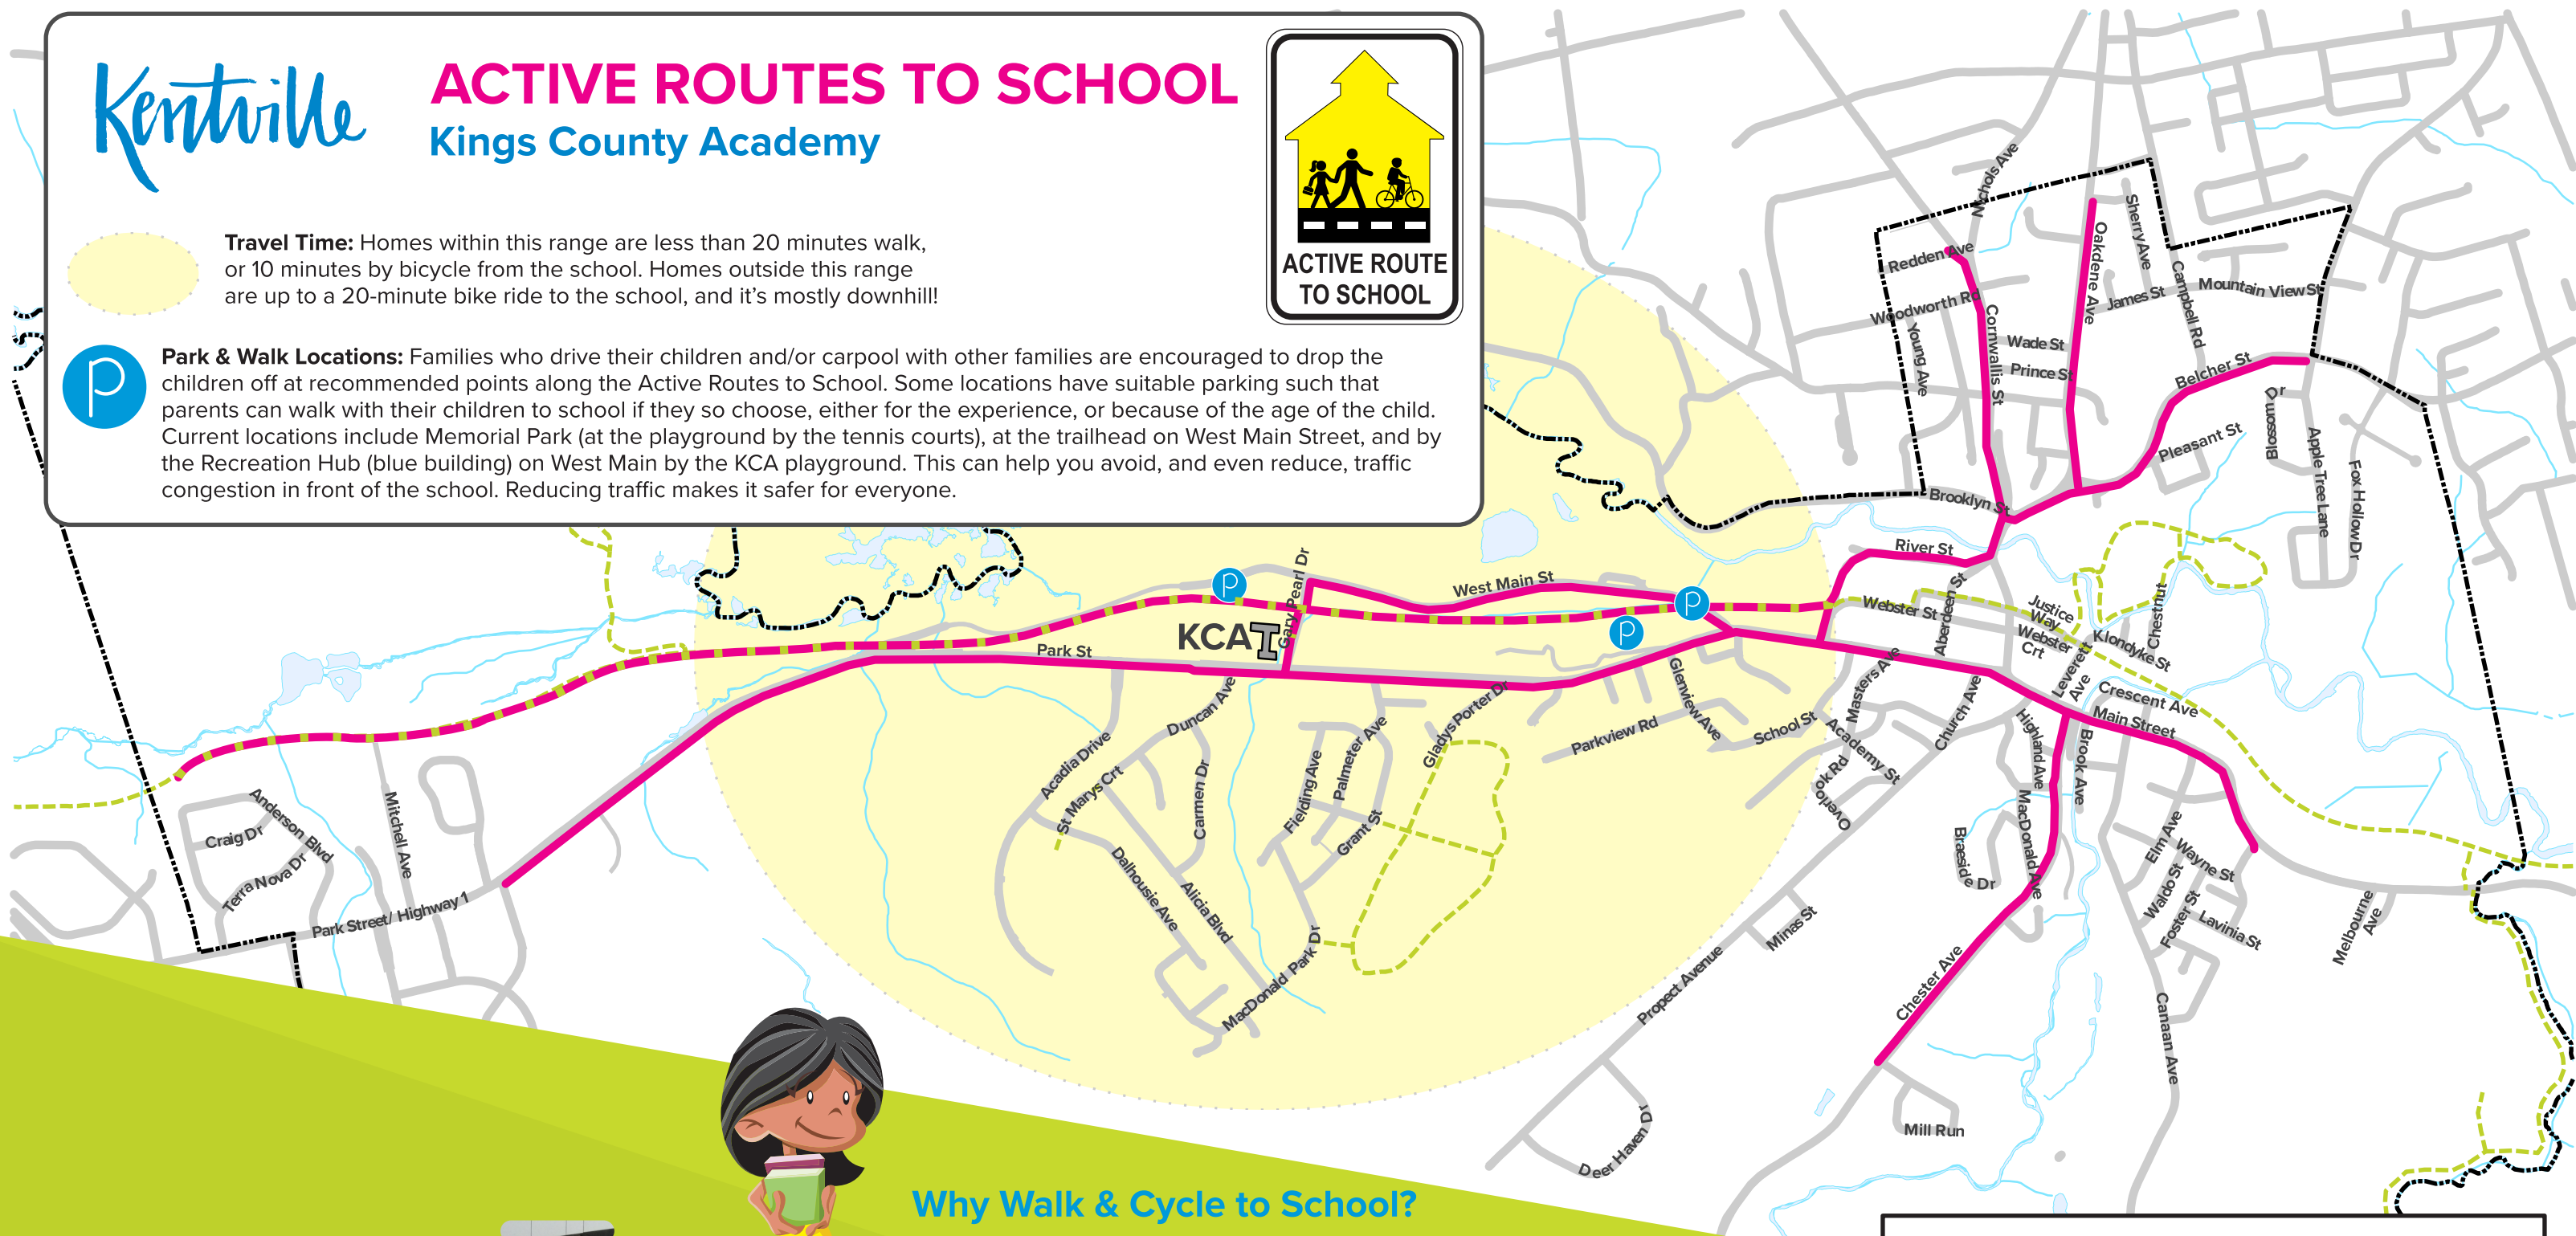 Kentville
ACTIVE ROUTES TO SCHOOL
Kings County Academy
Travel Time: Homes within this range are less than 20 minutes walk,
or 10 minutes by bicycle from the school. Homes outside this range
are up to a 20-minute bike ride to the school, and it's mostly downhill!
Park & Walk Locations: Families who drive their children and/or carpool with other families are encouraged to drop the
children off at recommended points along the Active Routes to School. Some locations have suitable parking such that
parents can walk with their children to school if they so choose, either for the experience, or because of the age of the child.
Current locations include Memorial Park (at the playground by the tennis courts), at the trailhead on West Main Street, and by
the Recreation Hub (blue building) on West Main by the KCA playground. This can help you avoid, and even reduce, traffic
congestion in front of the school. Reducing traffic makes it safer for everyone.
P
ACTIVE ROUTE
TO SCHOOL
Nichols Ave
Redden Ave
Woodworth Rd
Young Ave
Cornwallis St
Wade St
Prince St
Oakdene Ave
Sherry Ave
James St
Campbell Rd
Mountain View St
Belcher St
Pleasant St
Blossom Dr
Apple Tree Lane
Fox Hollow Dr
Brooklyn St
River St
Webster St
Aberdeen St
Justice
Way
Webster
Crt
Klondyke St
Chestnut
Leverett
Ave
Crescent Ave
Main Street
P
P
P
KCA
Gary Pearl Dr
West Main St
Park St
Glenview Ave
Gladys Porter Dr
Parkview Rd
School St
Masters Ave
Academy St
Church Ave
Overlook Rd
Highland Ave
Brook Ave
MacDonald Ave
Braeside Dr
Elm Ave
Wayne St
Waldo St
Foster St
Lavinia St
Melbourne
Ave
Canaan Ave
Chester Ave
Mill Run
Minas St
Propect Avenue
Deer Haven Dr
Duncan Ave
Acadia Drive
St Marys Crt
Carmen Dr
Fielding Ave
Palmeter Ave
Grant St
Dalhousie Ave
Alicia Blvd
MacDonald Park Dr
Mitchell Ave
Anderson Blvd
Craig Dr
Terra Nova Dr
Park Street/ Highway 1
Why Walk & Cycle to School?